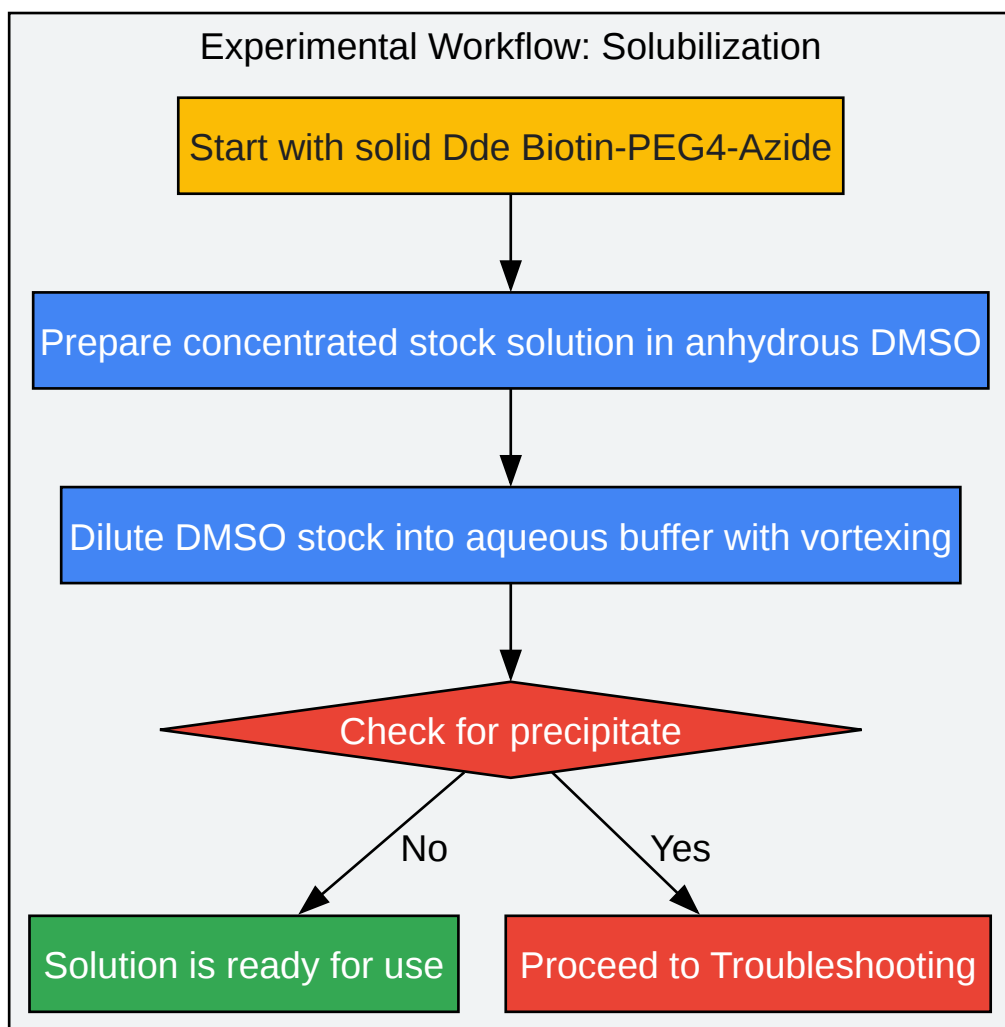 Experimental Workflow: Solubilization
Start with solid Dde Biotin-PEG4-Azide
Prepare concentrated stock solution in anhydrous DMSO
Dilute DMSO stock into aqueous buffer with vortexing
Check for precipitate
No
Yes
Solution is ready for use
Proceed to Troubleshooting